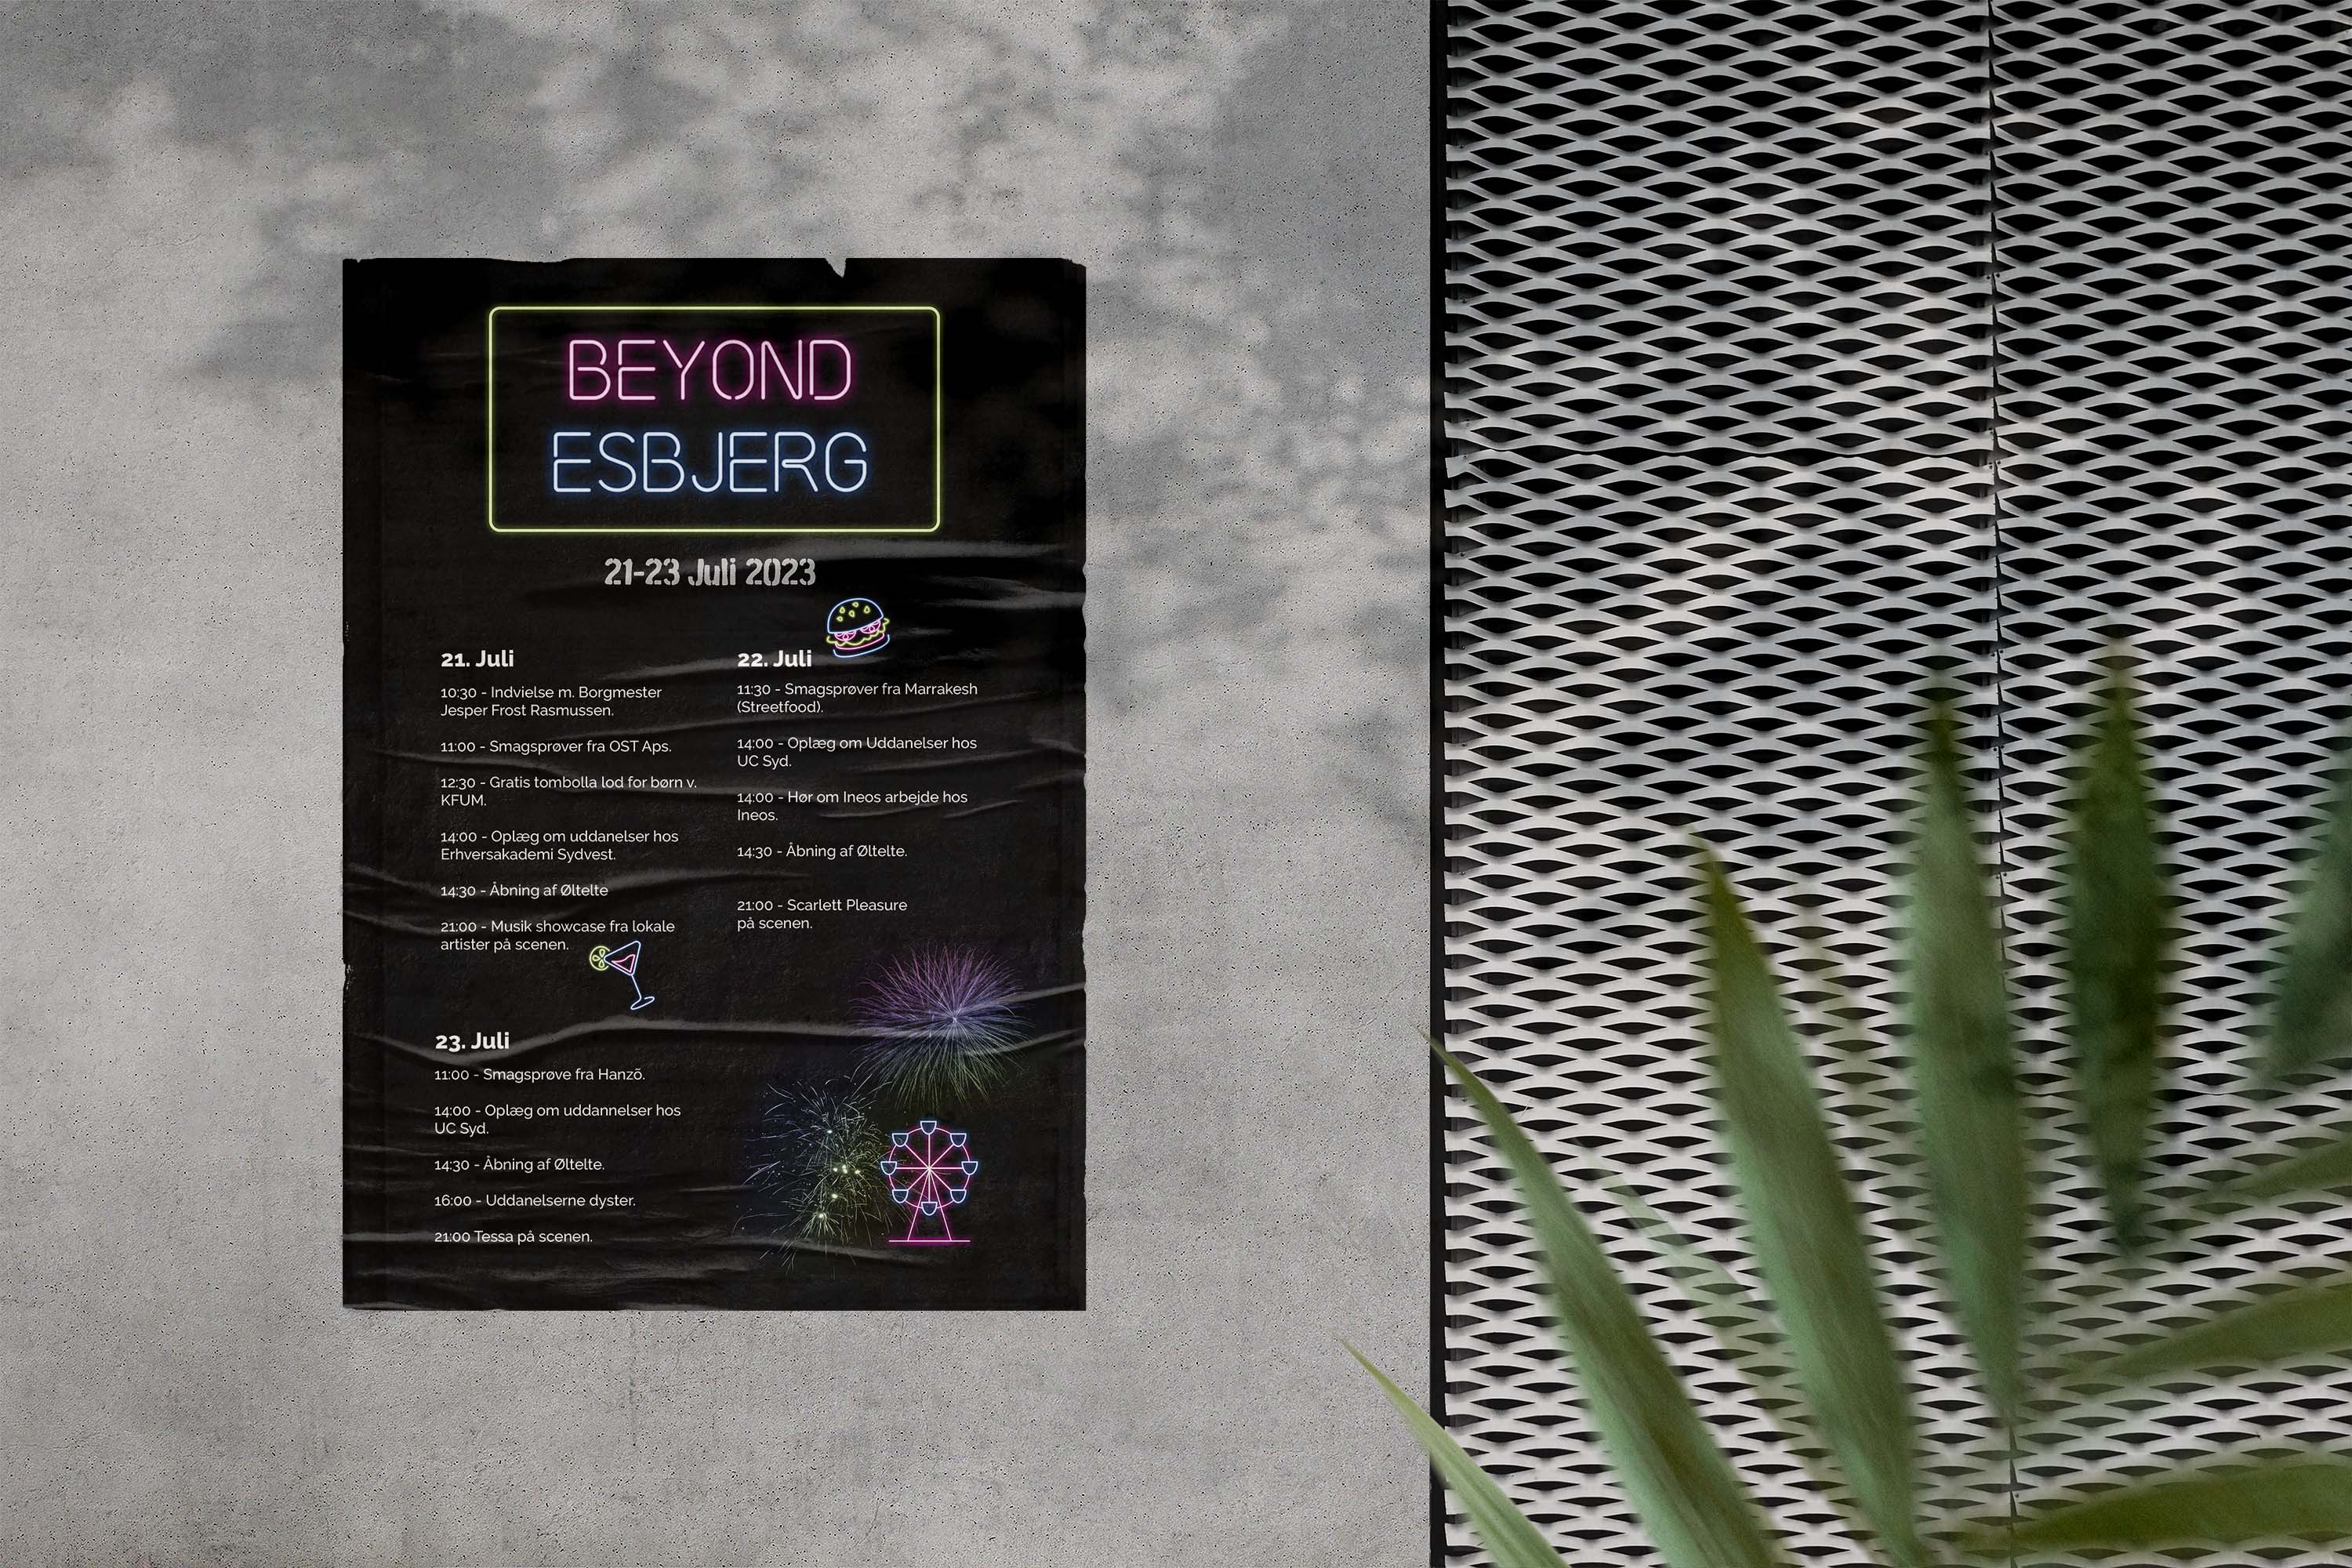 BEYOND
ESBJERG
21-23 Juli 2023
21. Juli
10:30 - Indvielse m. Borgmester
Jesper Frost Rasmussen.
11:00 - Smagsprøver fra OST Aps.
12:30 - Gratis tombolla lod for børn v.
KFUM.
14:00 - Oplæg om uddanelser hos
Erhversakademi Sydvest.
14:30 - Åbning af Øltelte
21:00 - Musik showcase fra lokale
artister på scenen.
22. Juli
11:30 - Smagsprøver fra Marrakesh
(Streetfood).
14:00 - Oplæg om Uddanelser hos
UC Syd.
14:00 - Hør om Ineos arbejde hos
Ineos.
14:30 - Åbning af Øltelte.
21:00 - Scarlett Pleasure
på scenen.
23. Juli
11:00 - Smagsprøve fra Hanzõ.
14:00 - Oplæg om uddannelser hos
UC Syd.
14:30 - Åbning af Øltelte.
16:00 - Uddanelserne dyster.
21:00 Tessa på scenen.